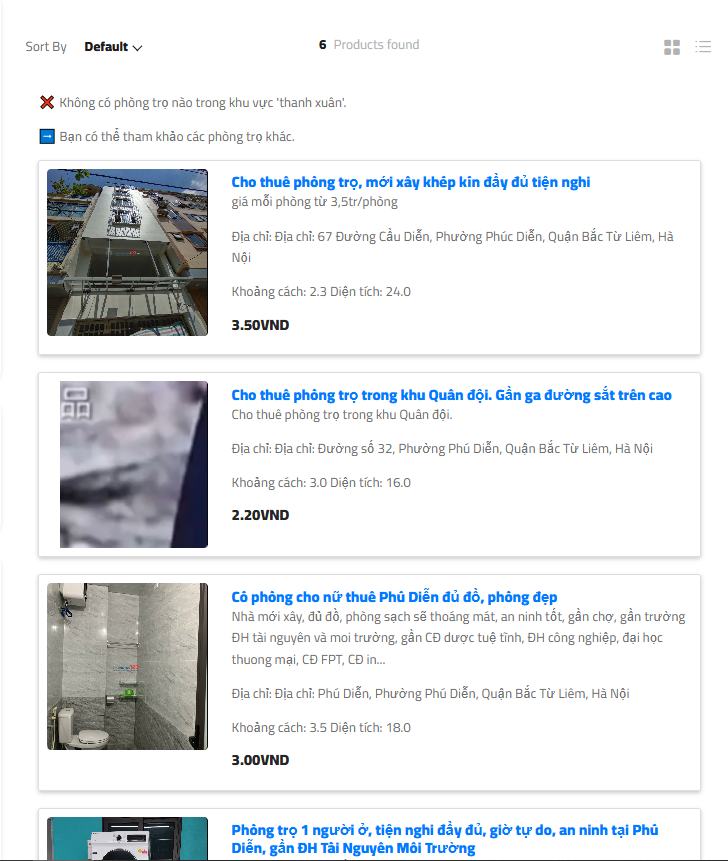 Sort By Default 6 Products found
Không có phòng trọ nào trong khu vực 'thanh xuân'.
Bạn có thể tham khảo các phòng trọ khác.
Cho thuê phòng trọ, mới xây khép kín đầy đủ tiện nghi
giá mỗi phòng từ 3,5tr/phòng
Địa chỉ: Địa chỉ: 67 Đường Cầu Diễn, Phường Phúc Diễn, Quận Bắc Từ Liêm, Hà
Nội
Khoảng cách: 2.3 Diện tích: 24.0
3.50VND
品
Cho thuê phòng trọ trong khu Quân đội. Gần ga đường sắt trên cao
Cho thuê phòng trọ trong khu Quân đội.
Địa chỉ: Địa chỉ: Đường số 32, Phường Phú Diễn, Quận Bắc Từ Liêm, Hà Nội
Khoảng cách: 3.0 Diện tích: 16.0
2.20VND
Có phòng cho nữ thuê Phú Diễn đủ đồ, phòng đẹp
Nhà mới xây, đủ đồ, phòng sạch sẽ thoáng mát, an ninh tốt, gần chợ, gần trường
ĐH tài nguyên và moi trường, gần CĐ dược tuệ tĩnh, ĐH công nghiệp, đại học
thuong mại, CĐ FPT, CĐ in...
Địa chỉ: Địa chỉ: Phú Diễn, Phường Phú Diễn, Quận Bắc Từ Liêm, Hà Nội
Khoảng cách: 3.5 Diện tích: 18.0
3.00VND
Phòng trọ 1 người ở, tiện nghi đầy đủ, giờ tự do, an ninh tại Phú
Diễn, gần ĐH Tài Nguyên Môi Trường